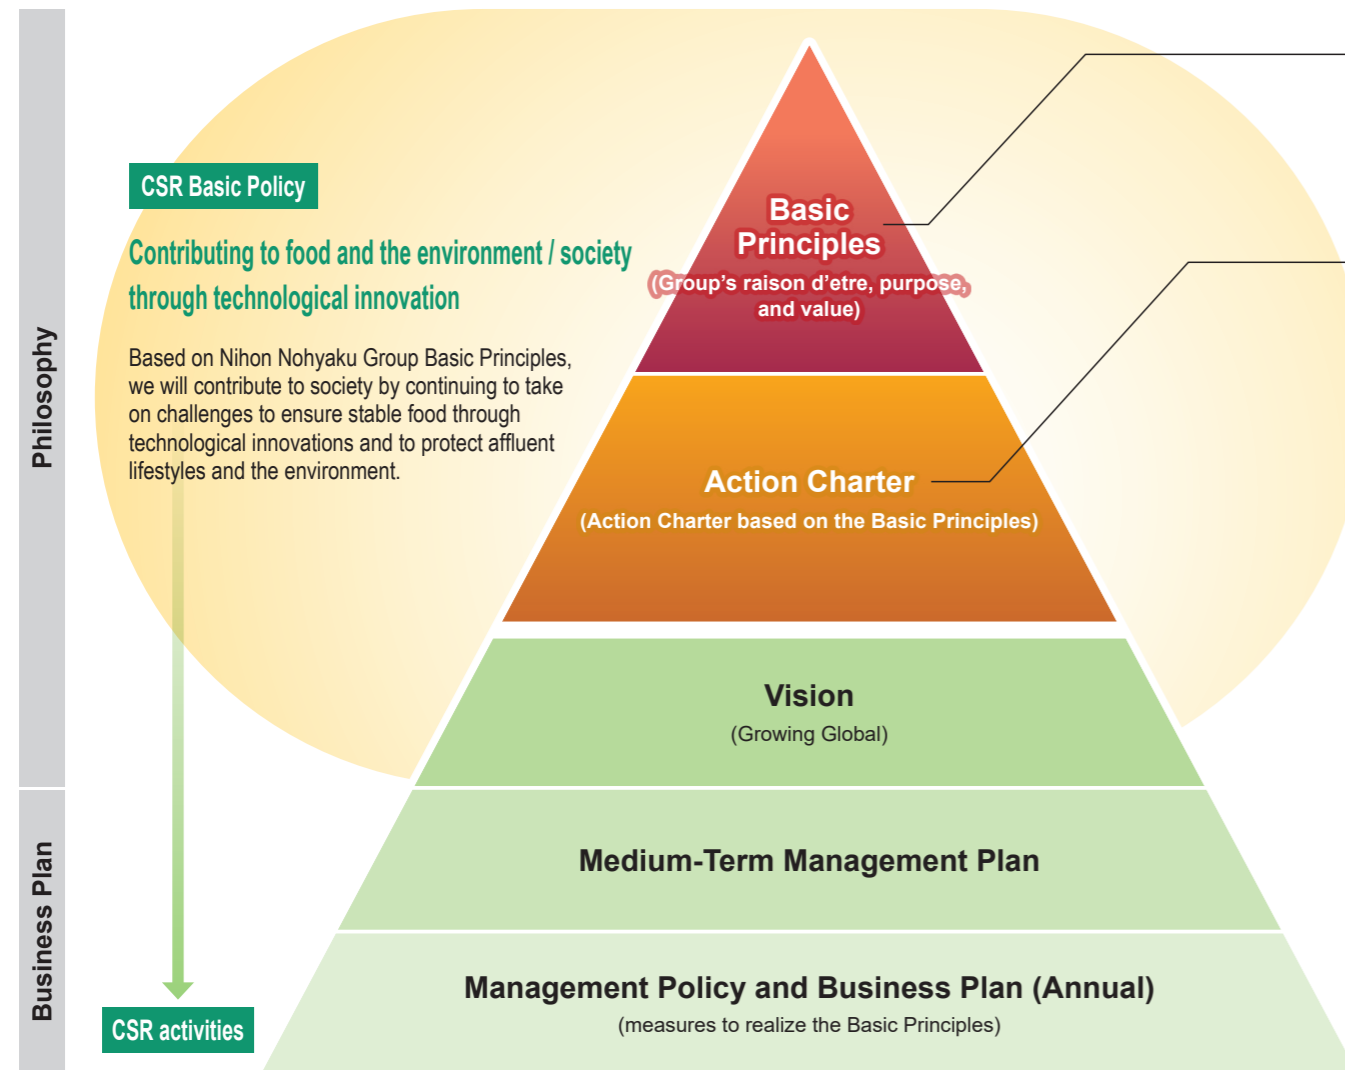 Philosophy
CSR Basic Policy
Contributing to food and the environment / society
through technological innovation
Based on Nihon Nohyaku Group Basic Principles,
we will contribute to society by continuing to take
on challenges to ensure stable food through
technological innovations and to protect affluent
lifestyles and the environment.
Basic
Principles
(Group's raison d'etre, purpose,
and value)
Action Charter
(Action Charter based on the Basic Principles)
Vision
(Growing Global)
Business Plan
Medium-Term Management Plan
Management Policy and Business Plan (Annual)
(measures to realize the Basic Principles)
CSR activities